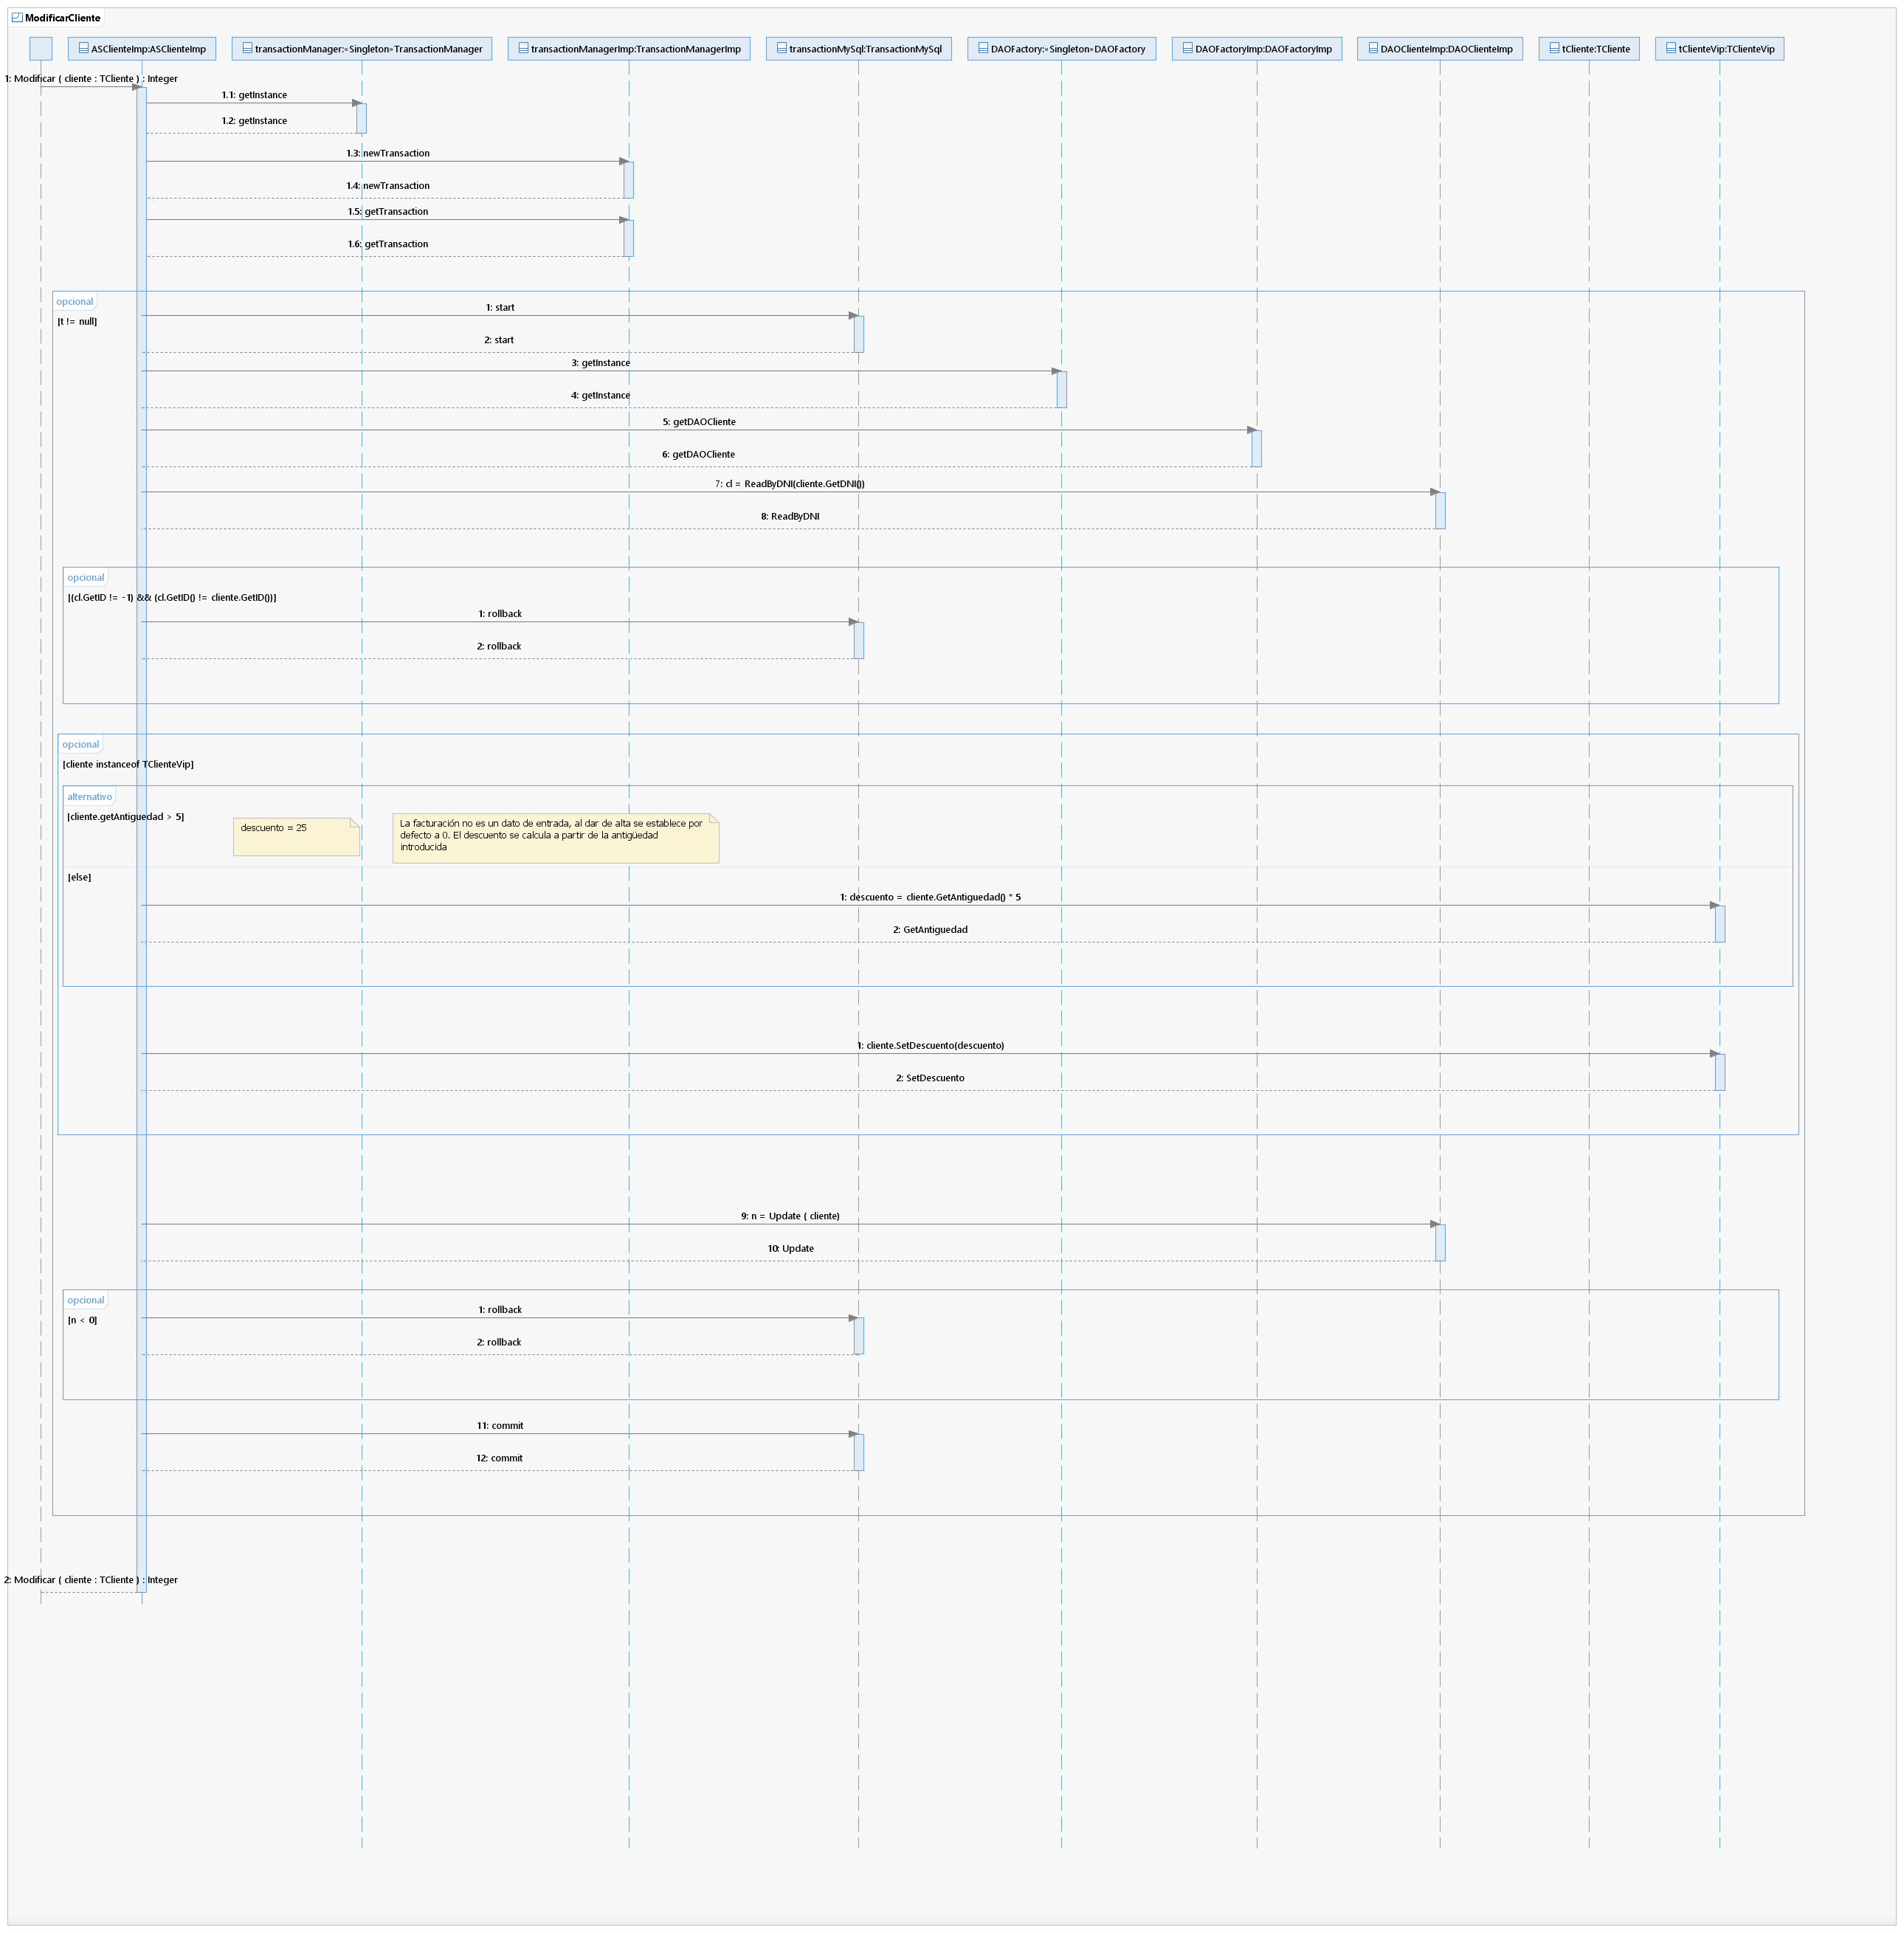 ModificarCliente
ASClienteImp:ASClienteImp
transactionManager:«Singleton»TransactionManager
transactionManagerImp:TransactionManagerImp
transactionMySql:TransactionMySql
DAOFactory:«Singleton»DAOFactory
DAOFactoryImp:DAOFactoryImp
DAOClienteImp:DAOClienteImp
tCliente:TCliente
tClienteVip:TClienteVip
1: Modificar ( cliente : TCliente ) : Integer
1.1: getInstance
1.2: getInstance
1.3: newTransaction
1.4: newTransaction
1.5: getTransaction
1.6: getTransaction
opcional
[t != null]
1: start
2: start
3: getInstance
4: getInstance
5: getDAOCliente
6: getDAOCliente
7: cl = ReadByDNI(cliente.GetDNI())
8: ReadByDNI
opcional
[(cl.GetID != -1) && (cl.GetID() != cliente.GetID())]
1: rollback
2: rollback
opcional
[cliente instanceof TClienteVip]
alternativo
[cliente.getAntiguedad > 5]
descuento = 25
La facturación no es un dato de entrada, al dar de alta se establece por
defecto a 0. El descuento se calcula a partir de la antigüedad
introducida
[else]
1: descuento = cliente.GetAntiguedad() * 5
2: GetAntiguedad
1: cliente.SetDescuento(descuento)
2: SetDescuento
9: n = Update ( cliente)
10: Update
opcional
[n < 0]
1: rollback
2: rollback
11: commit
12: commit
2: Modificar ( cliente : TCliente ) : Integer